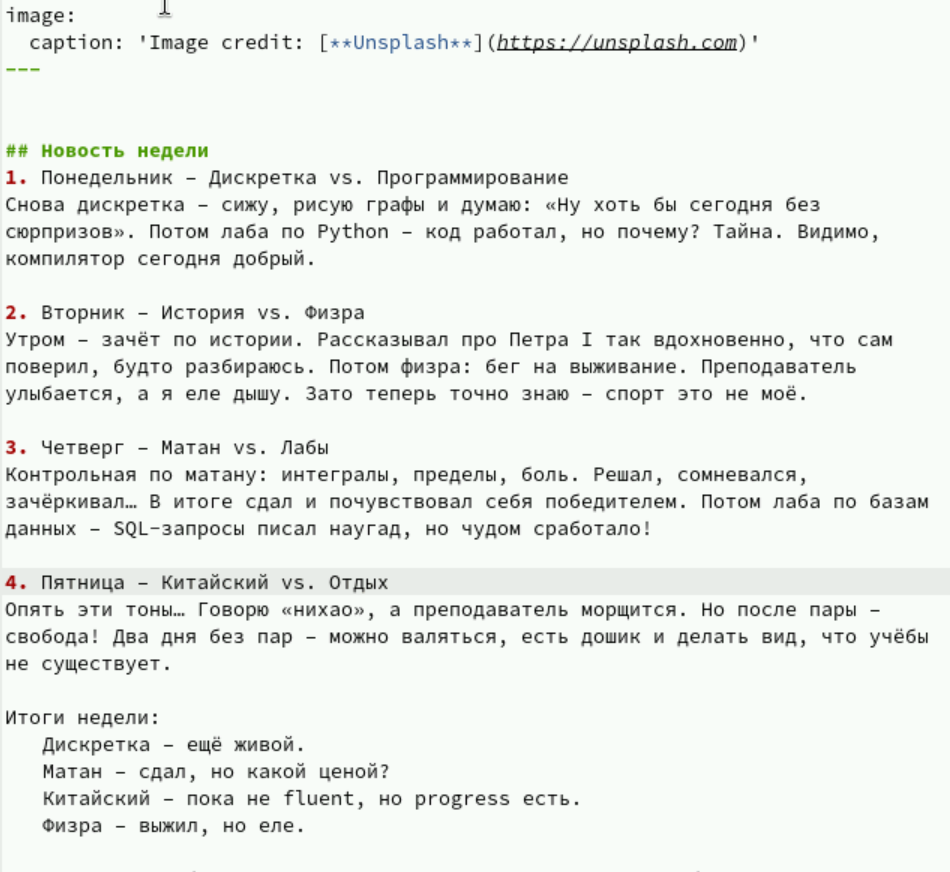 image:
caption: 'Image credit: [**Unsplash**](https://unsplash.com)'
---
## Новость недели
1. Понедельник – Дискретка vs. Программирование
Снова дискретка – сижу, рисую графы и думаю: «Ну хоть бы сегодня без
сюрпризов». Потом лаба по Python – код работал, но почему? Тайна. Видимо,
компилятор сегодня добрый.
2. Вторник – История vs. Физра
Утром – зачёт по истории. Рассказывал про Петра I так вдохновенно, что сам
поверил, будто разбираюсь. Потом физра: бег на выживание. Преподаватель
улыбается, а я еле дышу. Зато теперь точно знаю – спорт это не моё.
3. Четверг – Матан vs. Лабы
Контрольная по матану: интегралы, пределы, боль. Решал, сомневался,
зачёркивал… В итоге сдал и почувствовал себя победителем. Потом лаба по базам
данных – SQL-запросы писал наугад, но чудом сработало!
4. Пятница – Китайский vs. Отдых
Опять эти тоны… Говорю «нихао», а преподаватель морщится. Но после пары –
свобода! Два дня без пар – можно валяться, есть дошик и делать вид, что учёбы
не существует.
Итоги недели:
Дискретка – ещё живой.
Матан – сдал, но какой ценой?
Китайский – пока не fluent, но progress есть.
Физра – выжил, но еле.